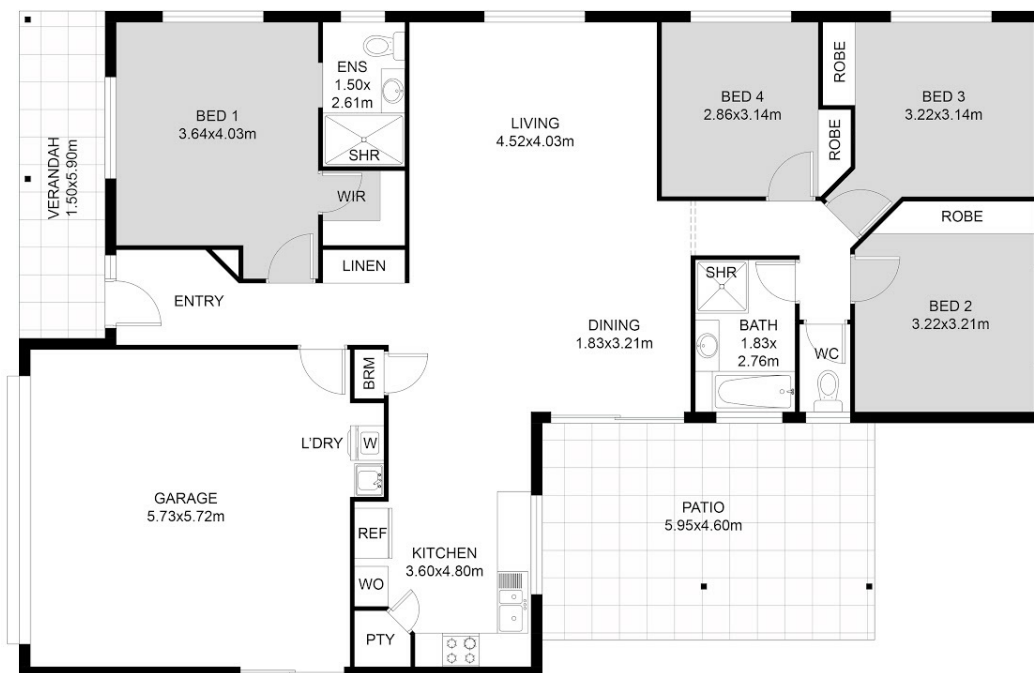 VERANDAH
1.50x5.90m
BED 1
3.64x4.03m
ENS
1.50x
2.61m
SHR
WIR
LINEN
ENTRY
LIVING
4.52x4.03m
BED 4
2.86x3.14m
ROBE
ROBE
BED 3
3.22x3.14m
ROBE
BED 2
3.22x3.21m
SHR
BATH
1.83x
2.76m
WC
DINING
1.83x3.21m
BRM
L'DRY
W
GARAGE
5.73x5.72m
REF
WO
PTY
KITCHEN
3.60x4.80m
PATIO
5.95x4.60m